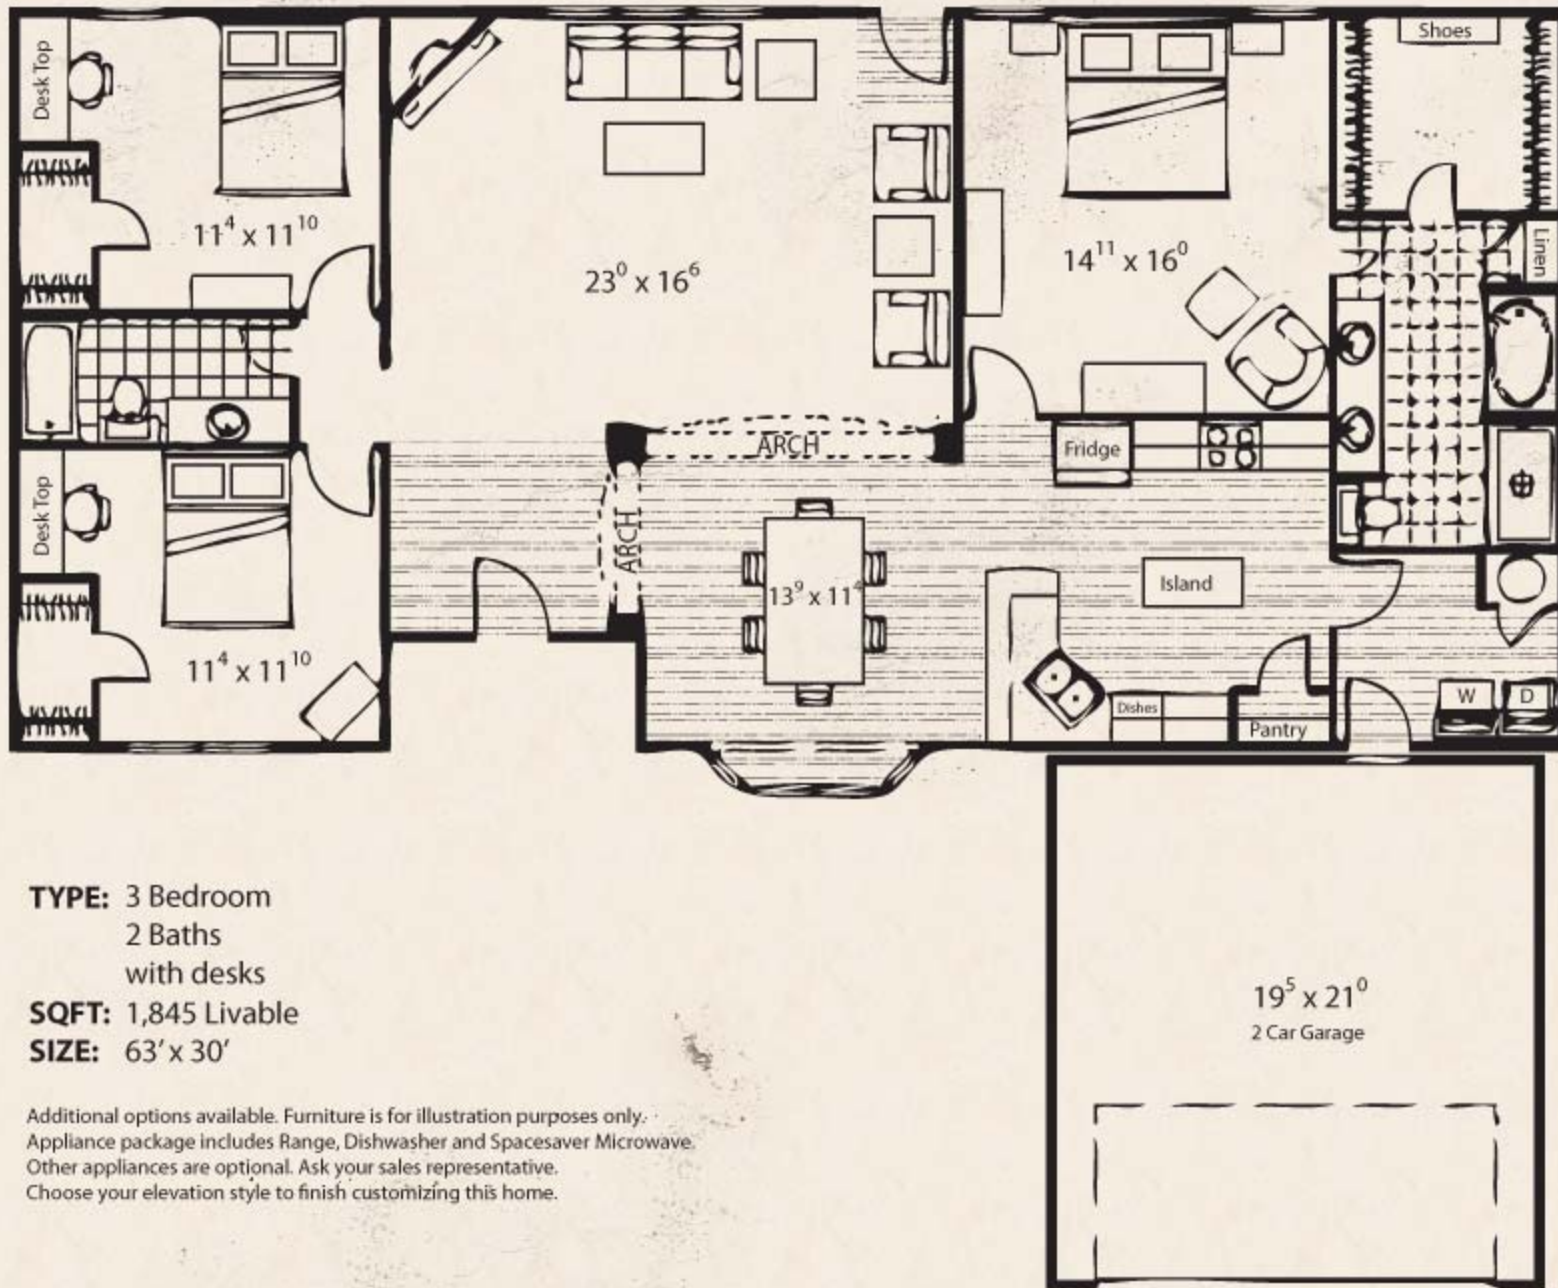 Shoes
Desk Top
11⁴ x 11¹⁰
23⁰ x 16⁶
14¹¹ x 16⁰
Linen
ARCH
Fridge
Desk Top
ARCH
13⁹ x 11⁴
Island
11⁴ x 11¹⁰
Dishes
Pantry
W
D
TYPE: 3 Bedroom
2 Baths
with desks
SQFT: 1,845 Livable
SIZE: 63' x 30'
19⁵ x 21⁰
2 Car Garage
Additional options available. Furniture is for illustration purposes only.
Appliance package includes Range, Dishwasher and Spacesaver Microwave.
Other appliances are optional. Ask your sales representative.
Choose your elevation style to finish customizing this home.